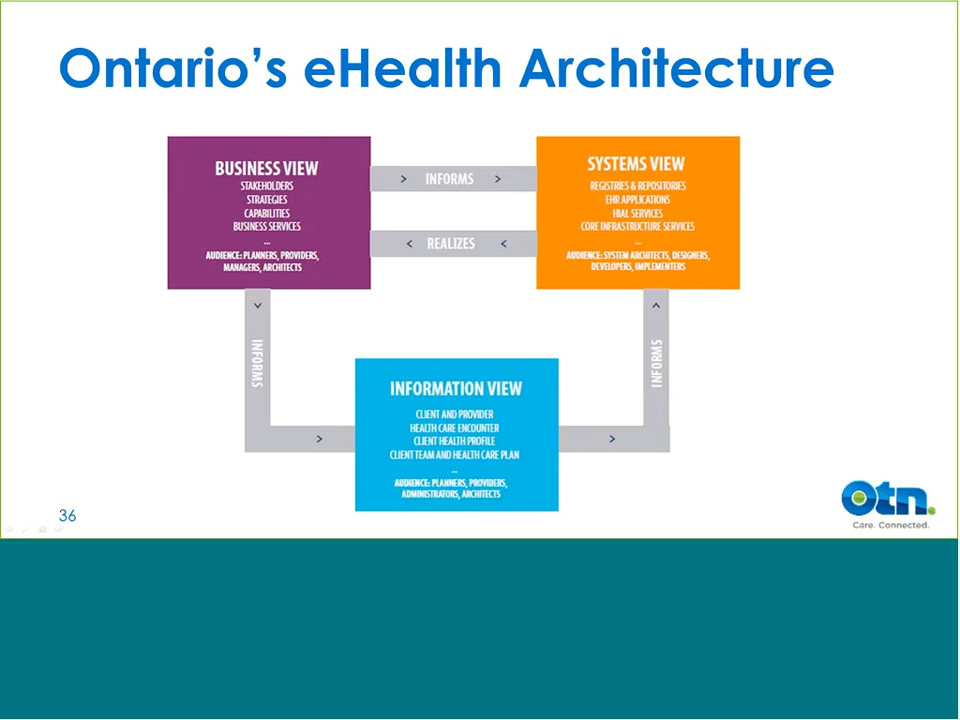 Ontario's eHealth Architecture
BUSINESS VIEW
STAKEHOLDERS
STRATEGIES
CAPABILITIES
BUSINESS SERVICES
...
AUDIENCE: PLANNERS, PROVIDERS,
MANAGERS, ARCHITECTS
> INFORMS >
< REALIZES <
SYSTEMS VIEW
REGISTRIES & REPOSITORIES
EHR APPLICATIONS
HIAL SERVICES
CORE INFRASTRUCTURE SERVICES
...
AUDIENCE: SYSTEM ARCHITECTS, DESIGNERS,
DEVELOPERS, IMPLEMENTERS
INFORMS
INFORMATION VIEW
CLIENT AND PROVIDER
HEALTH CARE ENCOUNTER
CLIENT HEALTH PROFILE
CLIENT TEAM AND HEALTH CARE PLAN
...
AUDIENCE: PLANNERS, PROVIDERS,
ADMINISTRATORS, ARCHITECTS
INFORMS
36
Otn.
Care. Connected.